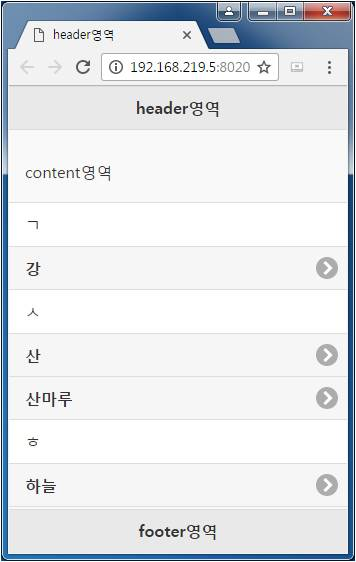 header영역
192.168.219.5:8020
header영역
content영역
ㄱ
강
ㅅ
산
산마루
ㅎ
하늘
footer영역